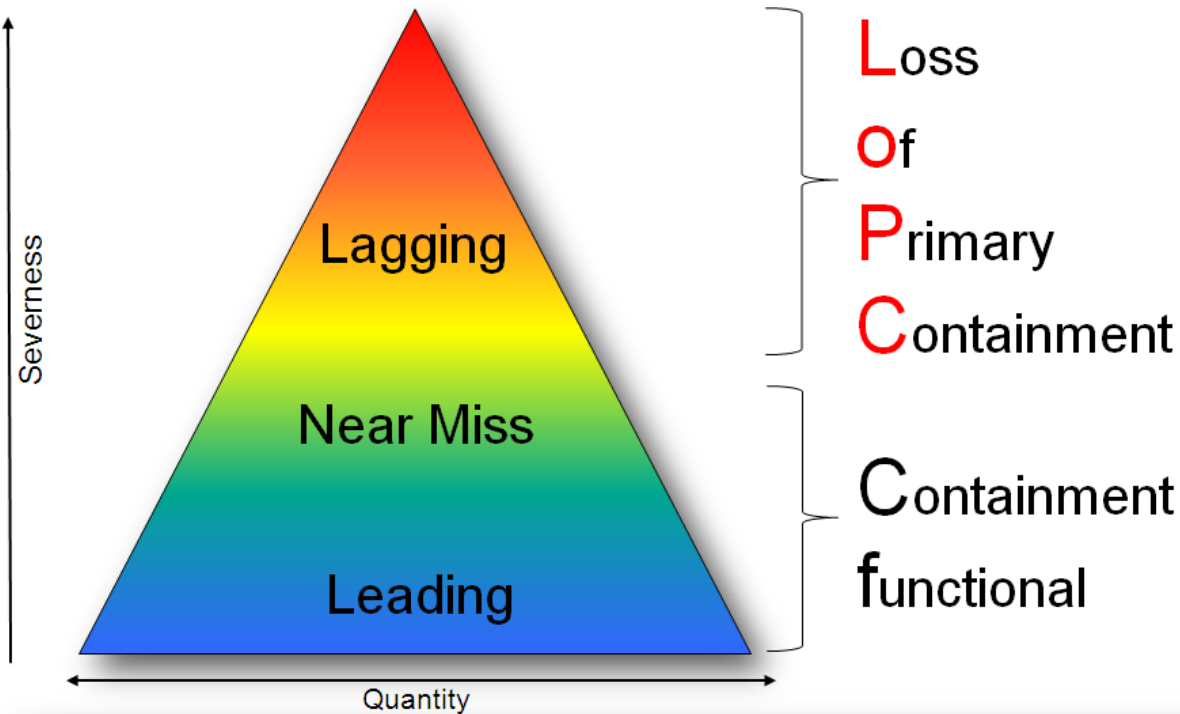 Severness
Lagging
Near Miss
Leading
Quantity
Loss
of
Primary
Containment
Containment
functional